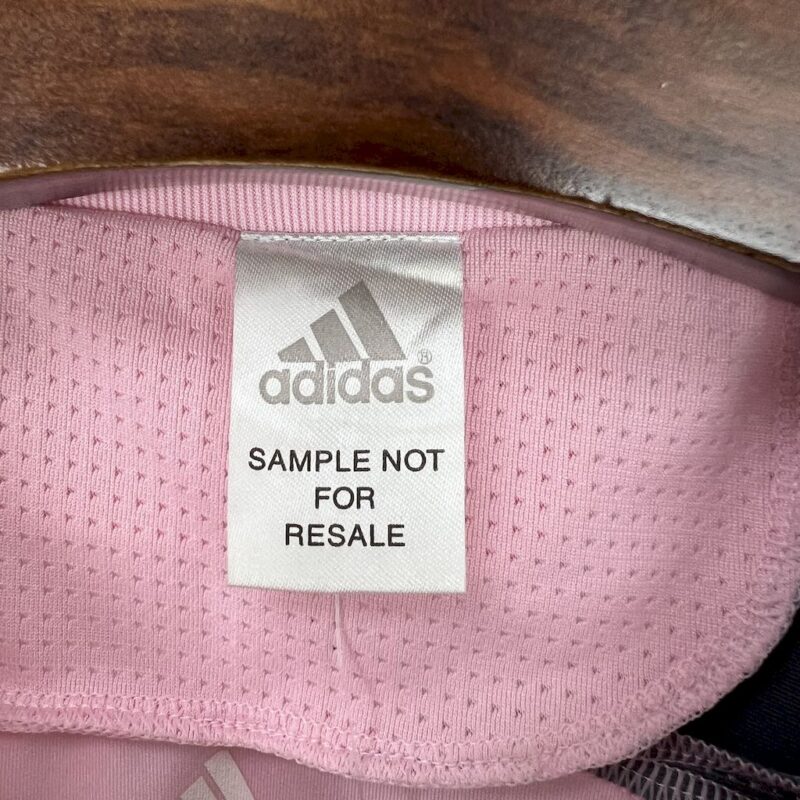 adidas®
SAMPLE NOT
FOR
RESALE